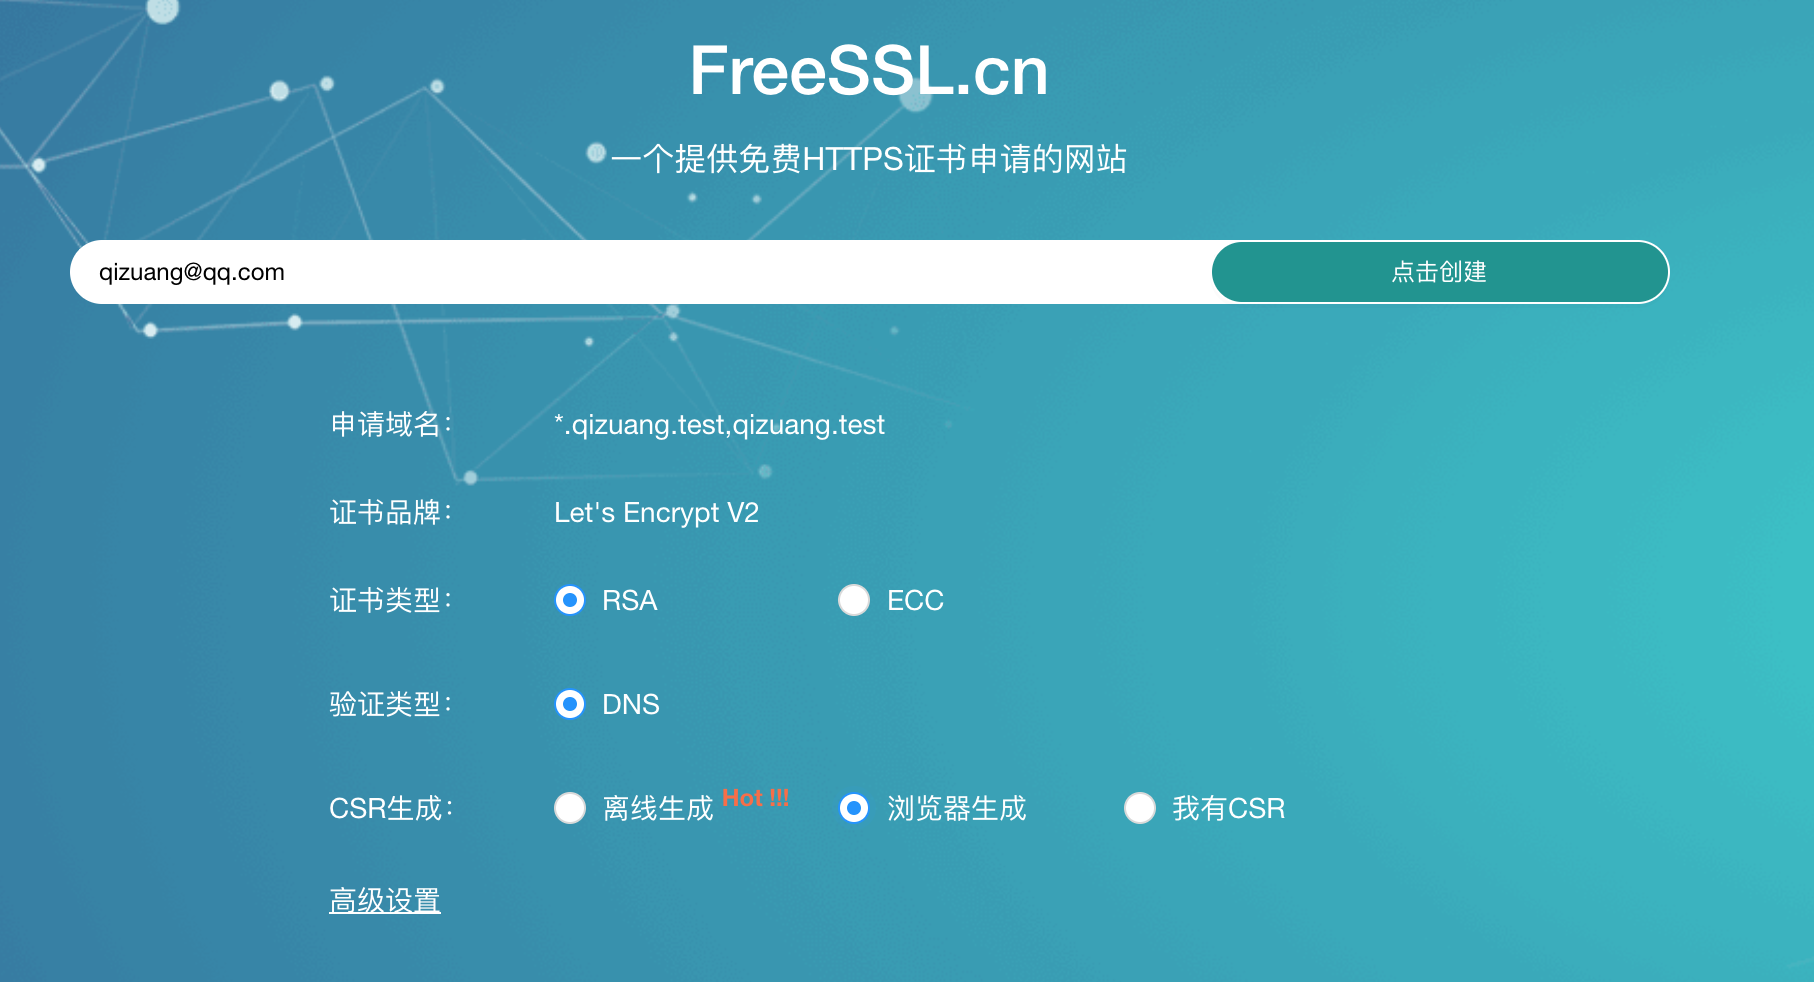 FreeSSL.cn
一个提供免费HTTPS证书申请的网站
qizuang@qq.com 点击创建
申请域名： *.qizuang.test,qizuang.test
证书品牌： Let's Encrypt V2
证书类型： RSA ECC
验证类型： DNS
CSR生成： 离线生成 Hot !!! 浏览器生成 我有CSR
高级设置